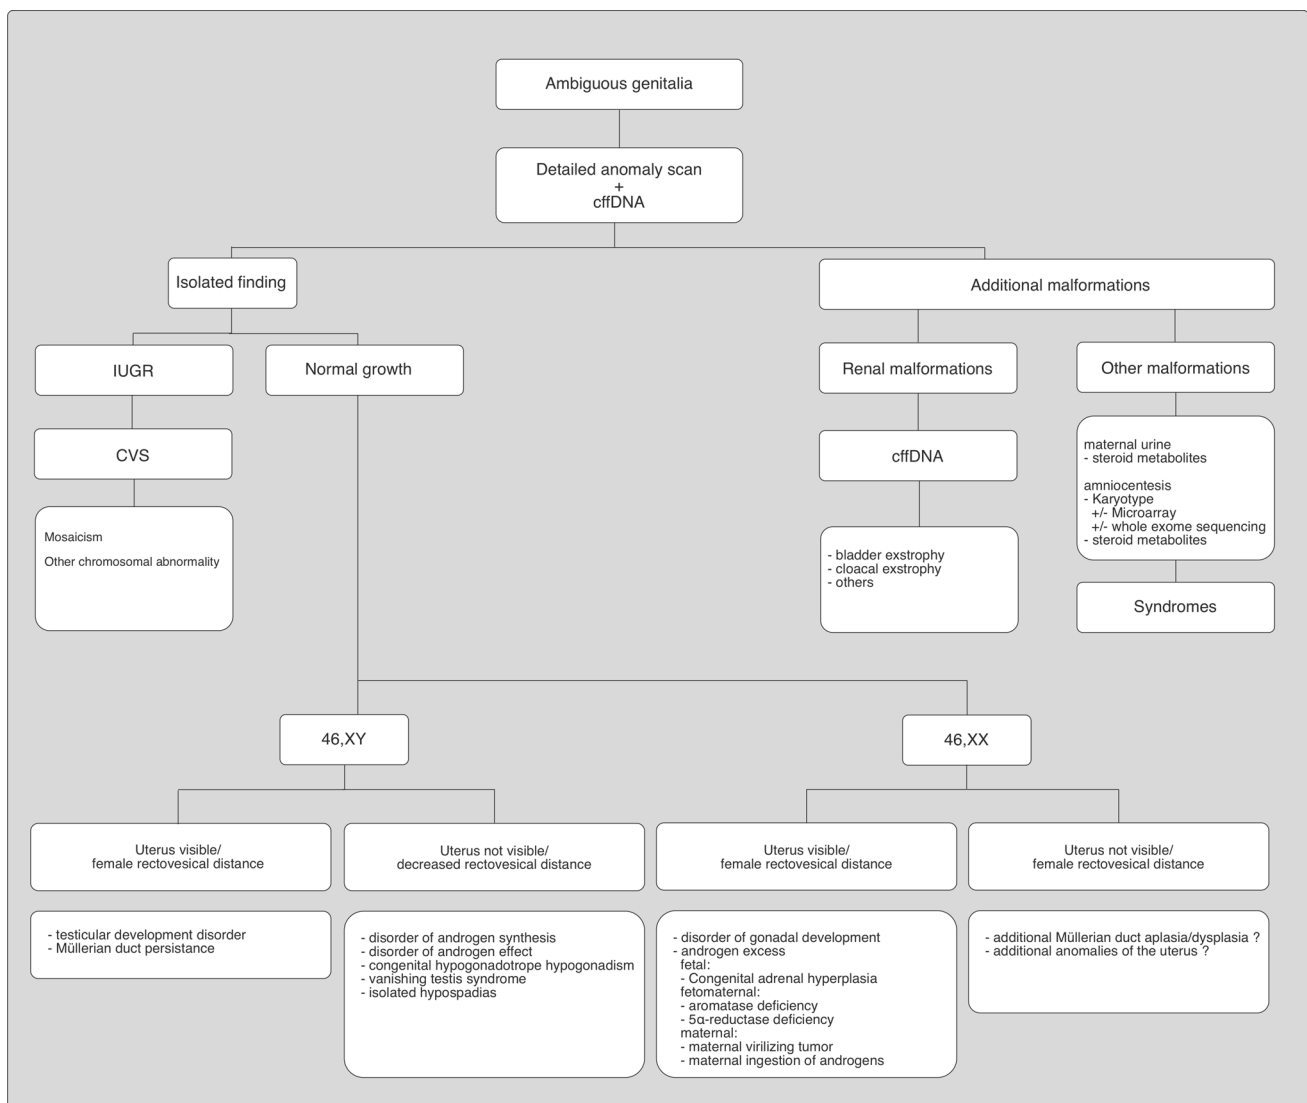 Ambiguous genitalia
Detailed anomaly scan
+
cffDNA
Isolated finding
Additional malformations
IUGR
Normal growth
Renal malformations
Other malformations
CVS
cffDNA
maternal urine
- steroid metabolites
amniocentesis
- Karyotype
+/- Microarray
+/- whole exome sequencing
- steroid metabolites
Mosaicism
Other chromosomal abnormality
- bladder exstrophy
- cloacal exstrophy
- others
Syndromes
46,XY
46,XX
Uterus visible/
female rectovesical distance
Uterus not visible/
decreased rectovesical distance
Uterus visible/
female rectovesical distance
Uterus not visible/
female rectovesical distance
- testicular development disorder
- Müllerian duct persistance
- disorder of androgen synthesis
- disorder of androgen effect
- congenital hypogonadotrope hypogonadism
- vanishing testis syndrome
- isolated hypospadias
- disorder of gonadal development
- androgen excess
fetal:
- Congenital adrenal hyperplasia
fetomaternal:
- aromatase deficiency
- 5α-reductase deficiency
maternal:
- maternal virilizing tumor
- maternal ingestion of androgens
- additional Müllerian duct aplasia/dysplasia ?
- additional anomalies of the uterus ?